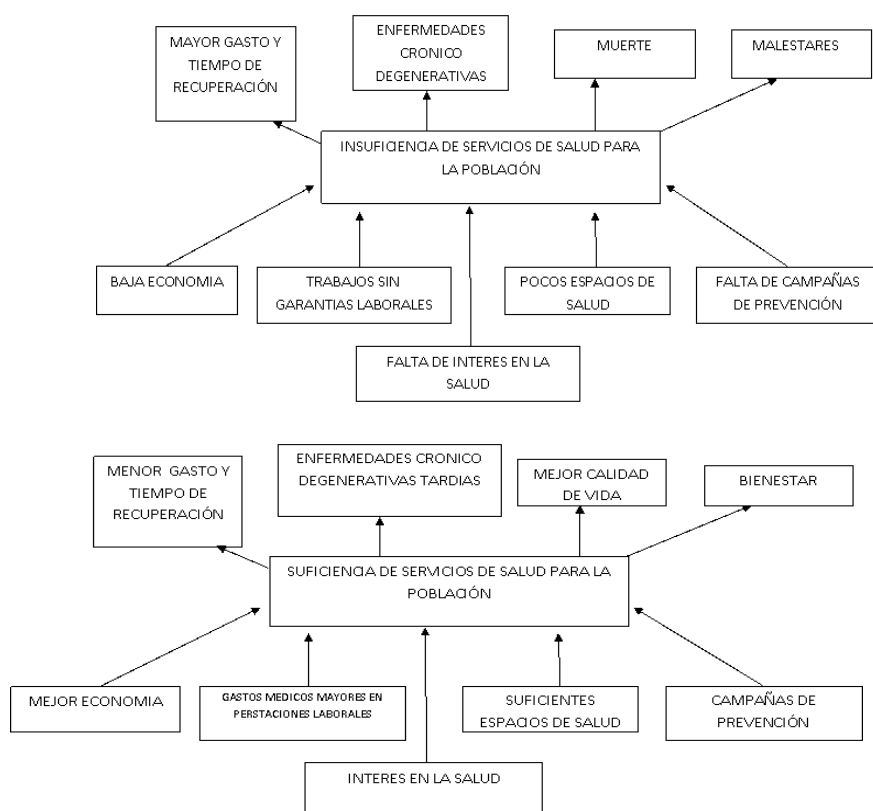 MAYOR GASTO Y
TIEMPO DE
RECUPERACIÓN
ENFERMEDADES
CRONICO
DEGENERATIVAS
MUERTE
MALESTARES
INSUFICIENCIA DE SERVICIOS DE SALUD PARA
LA POBLACIÓN
BAJA ECONOMIA
TRABAJOS SIN
GARANTIAS LABORALES
POCOS ESPACIOS DE
SALUD
FALTA DE CAMPAÑAS
DE PREVENCIÓN
FALTA DE INTERES EN LA
SALUD
MENOR GASTO Y
TIEMPO DE
RECUPERACIÓN
ENFERMEDADES CRONICO
DEGENERATIVAS TARDIAS
MEJOR CALIDAD
DE VIDA
BIENESTAR
SUFICIENCIA DE SERVICIOS DE SALUD PARA LA
POBLACIÓN
MEJOR ECONOMIA
GASTOS MEDICOS MAYORES EN
PERSTACIONES LABORALES
SUFICIENTES
ESPACIOS DE SALUD
CAMPAÑAS DE
PREVENCIÓN
INTERES EN LA SALUD